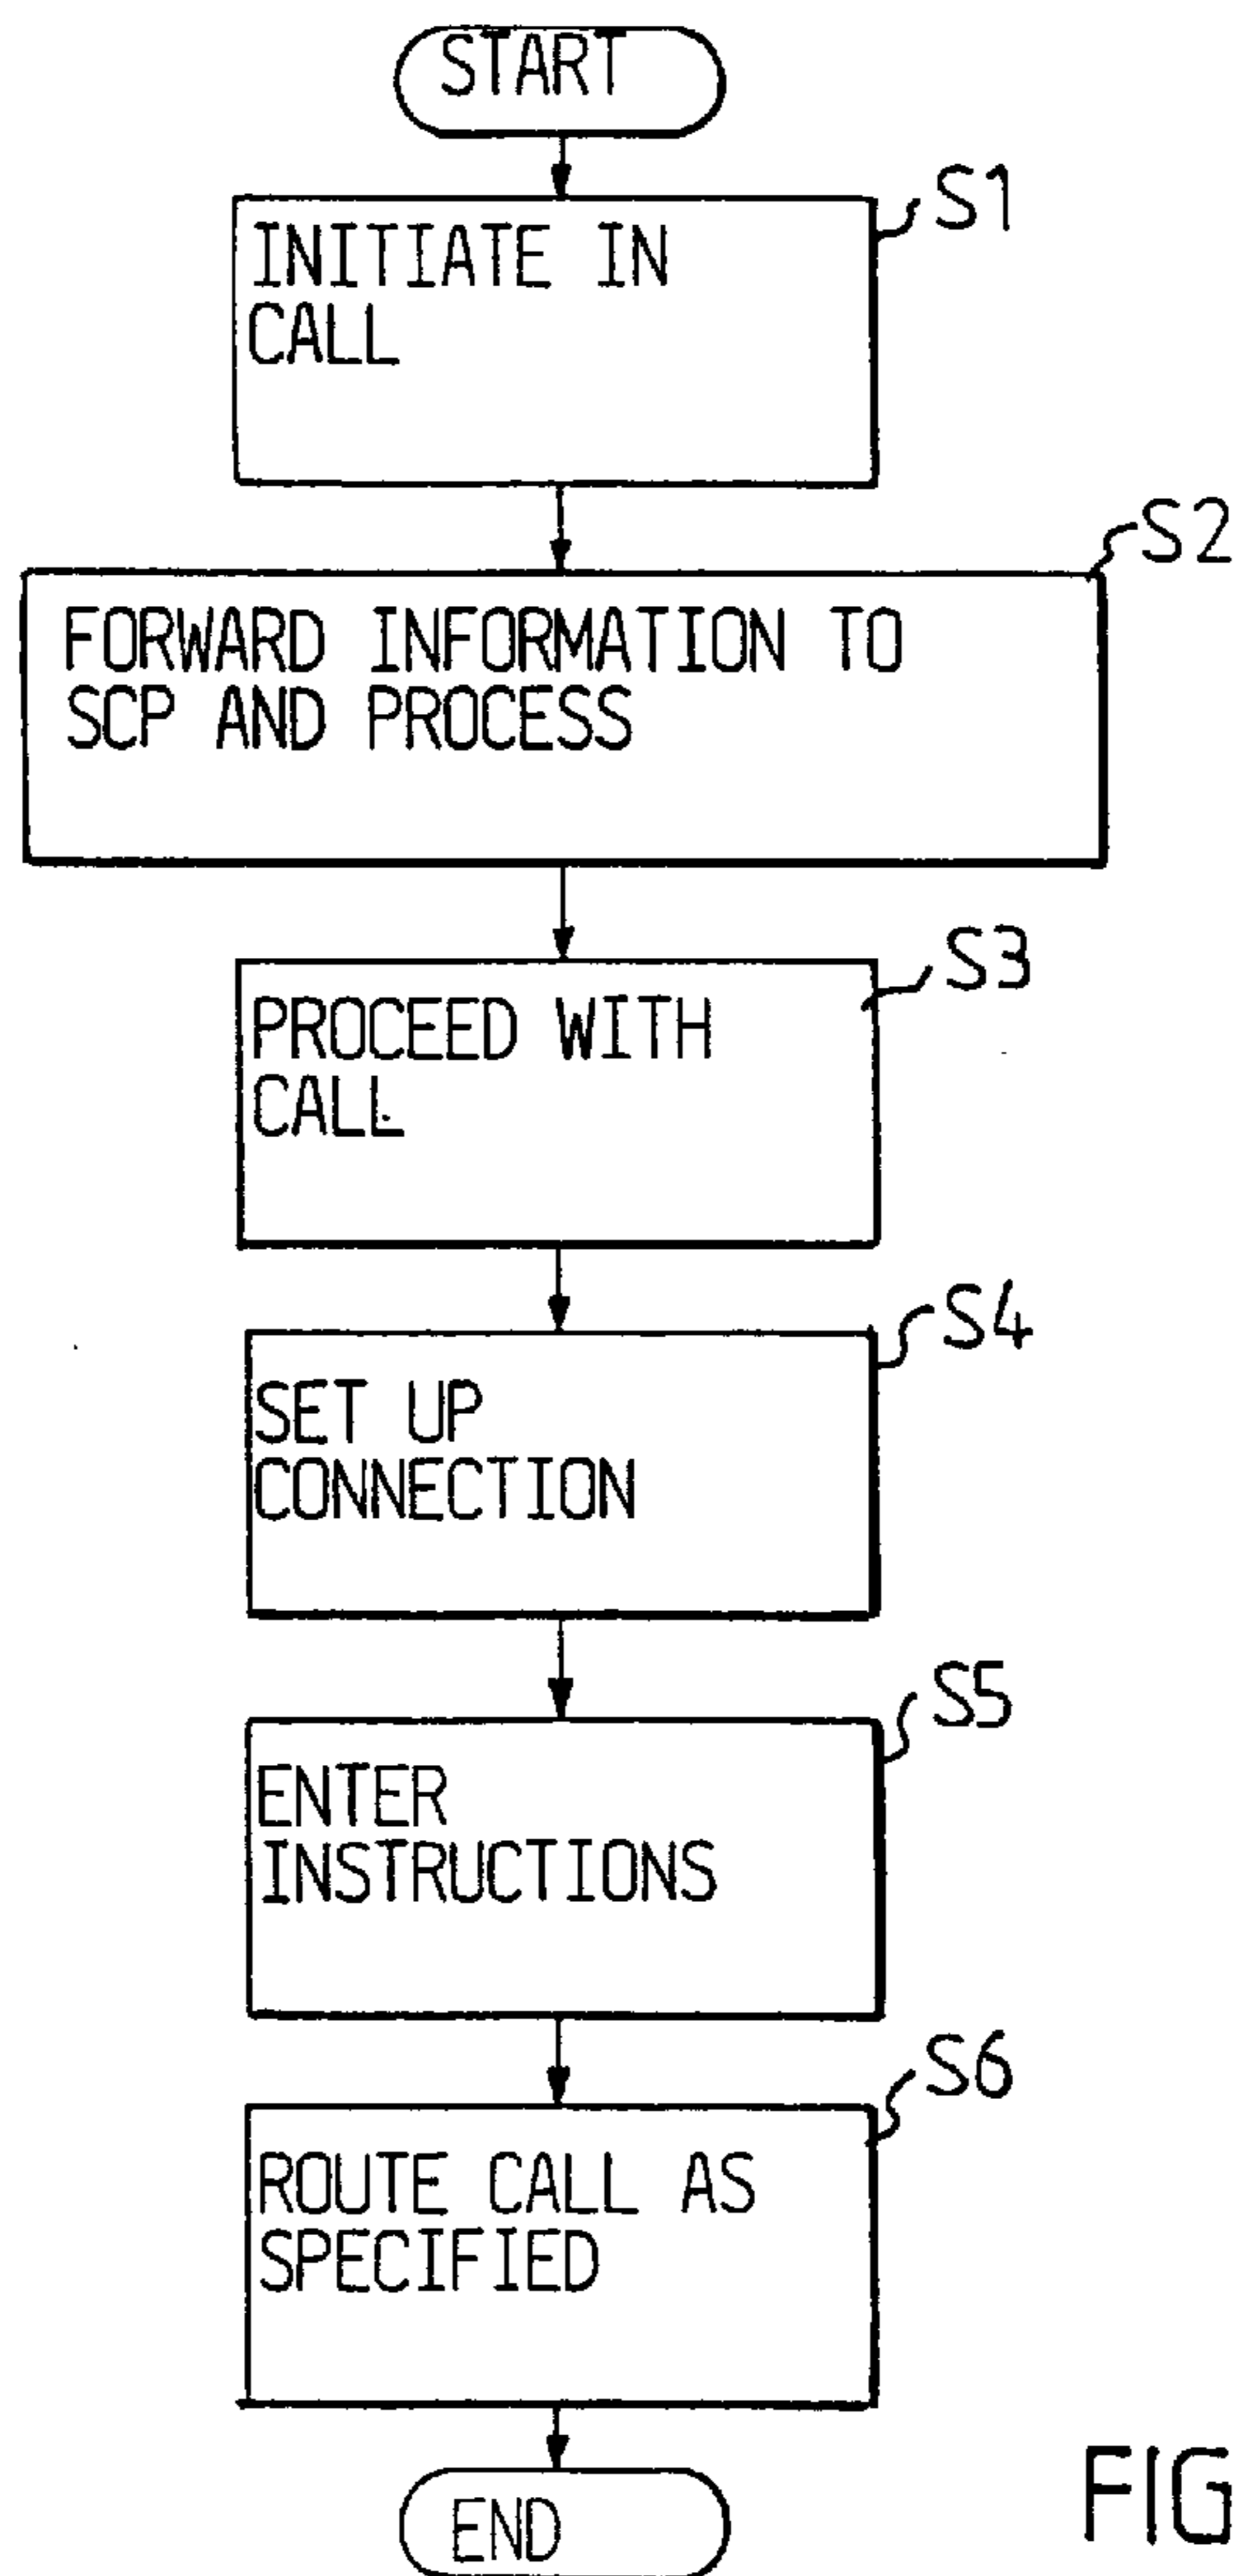 START
S1
INITIATE IN
CALL
S2
FORWARD INFORMATION TO
SCP AND PROCESS
S3
PROCEED WITH
CALL
S4
SET UP
CONNECTION
S5
ENTER
INSTRUCTIONS
S6
ROUTE CALL AS
SPECIFIED
END
FIG